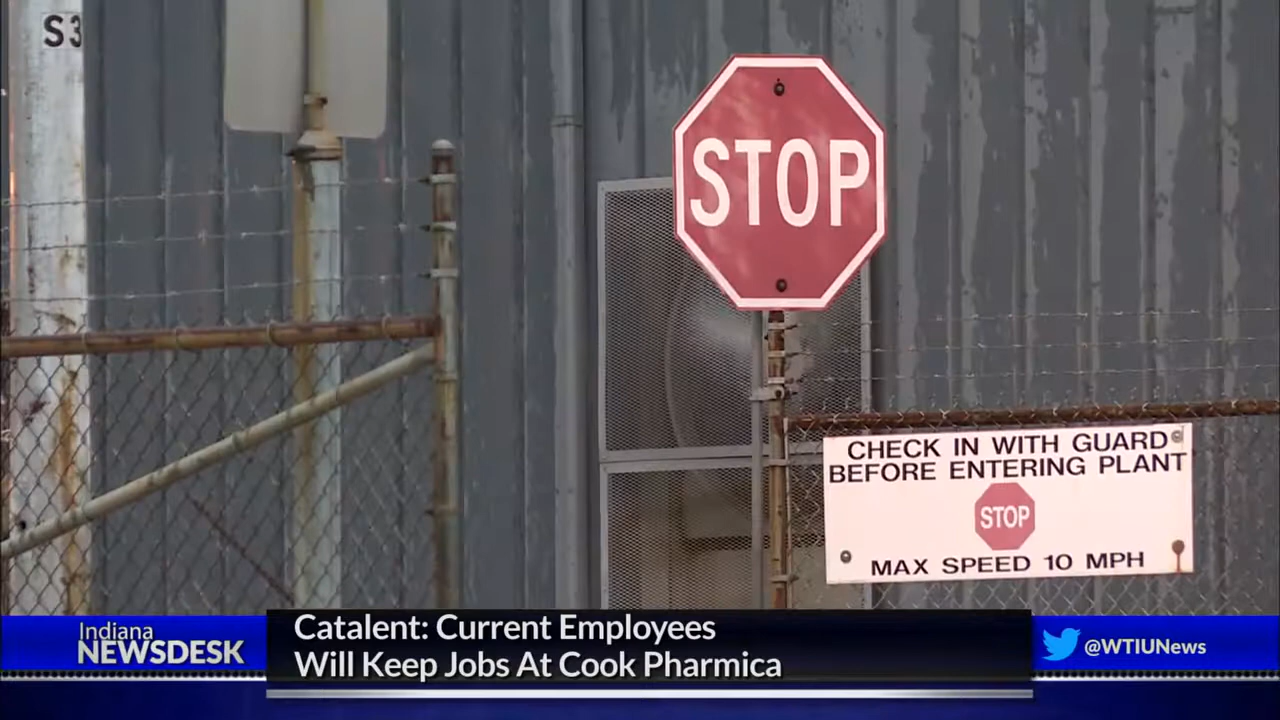 S3
STOP
CHECK IN WITH GUARD
BEFORE ENTERING PLANT
STOP
MAX SPEED 10 MPH
Indiana
NEWSDESK
Catalent: Current Employees
Will Keep Jobs At Cook Pharmica
@WTIUNews